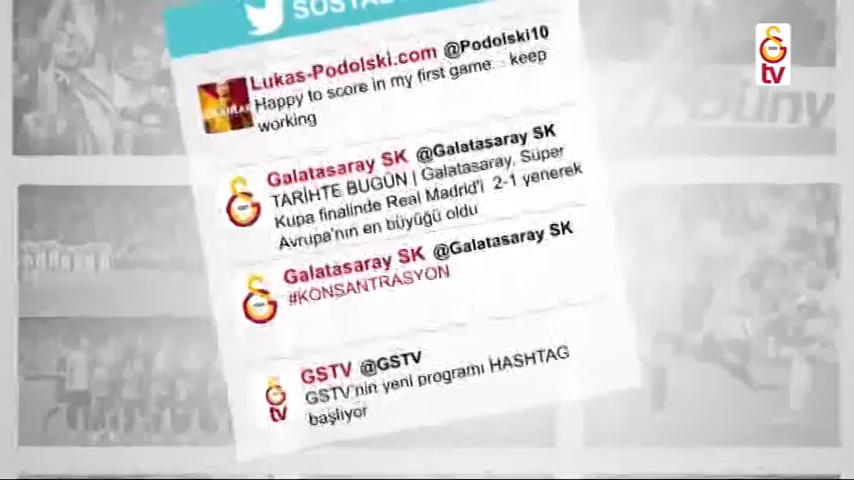 SOSYAL
Lukas-Podolski.com @Podolski10
Happy to score in my first game... keep
working
Galatasaray SK @Galatasaray SK
TARİHTE BUGÜN | Galatasaray, Süper
Kupa finalinde Real Madrid'i 2-1 yenerek
Avrupa'nın en büyüğü oldu
Galatasaray SK @Galatasaray SK
#KONSANTRASYON
GSTV @GSTV
GSTV'nin yeni programı HASHTAG
başlıyor
tv
tv